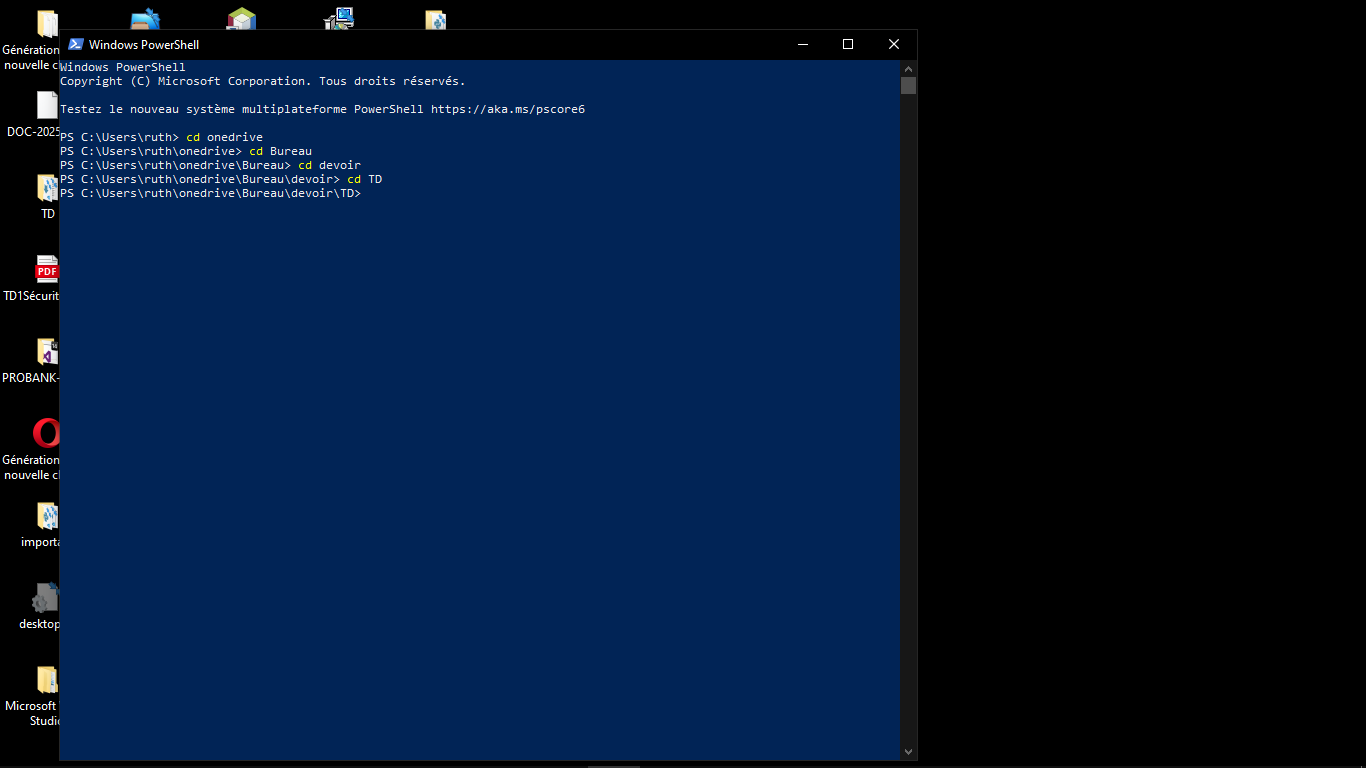 Génération
nouvelle c
DOC-2025
TD
PDF
TD1Sécurit
PROBANK-
Génération
nouvelle c
importa
desktop
Microsoft
Studio
Windows PowerShell
Windows PowerShell
Copyright (C) Microsoft Corporation. Tous droits réservés.
Testez le nouveau système multiplateforme PowerShell https://aka.ms/pscore6
PS C:\Users\ruth> cd onedrive
PS C:\Users\ruth\onedrive> cd Bureau
PS C:\Users\ruth\onedrive\Bureau> cd devoir
PS C:\Users\ruth\onedrive\Bureau\devoir> cd TD
PS C:\Users\ruth\onedrive\Bureau\devoir\TD>